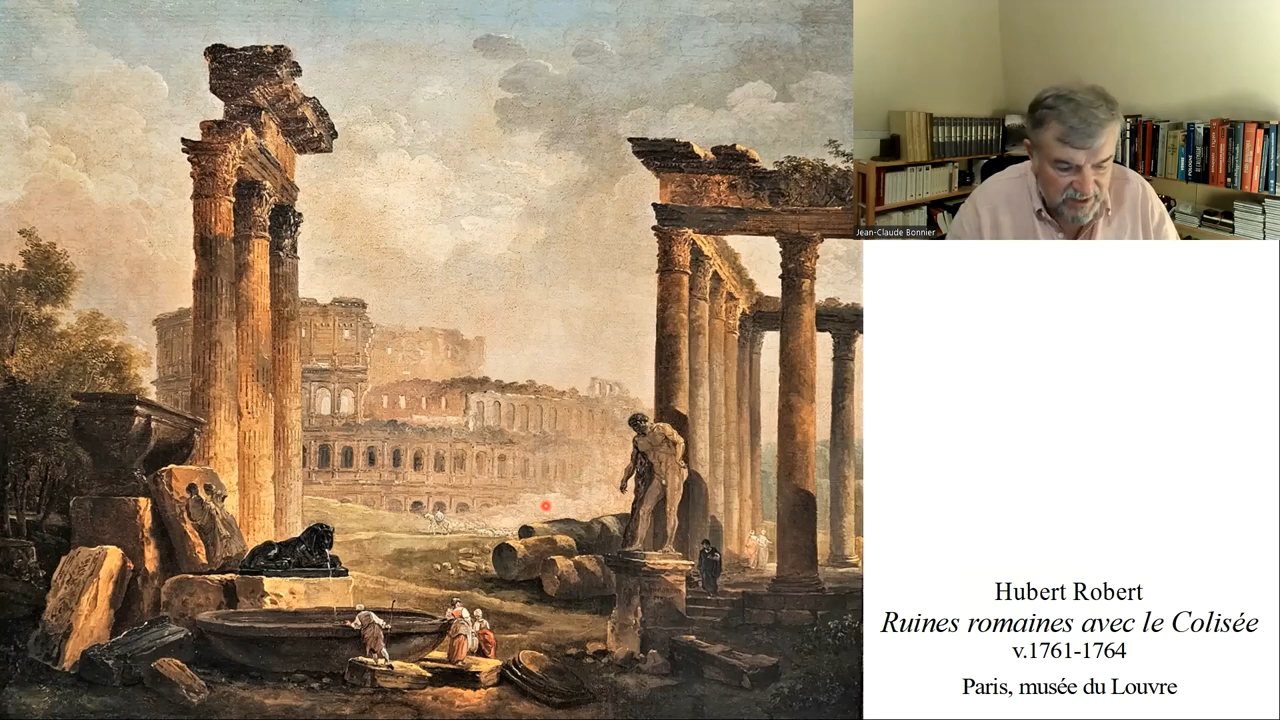 Jean-Claude Bonnier
Hubert Robert
Ruines romaines avec le Colisée
v.1761-1764
Paris, musée du Louvre